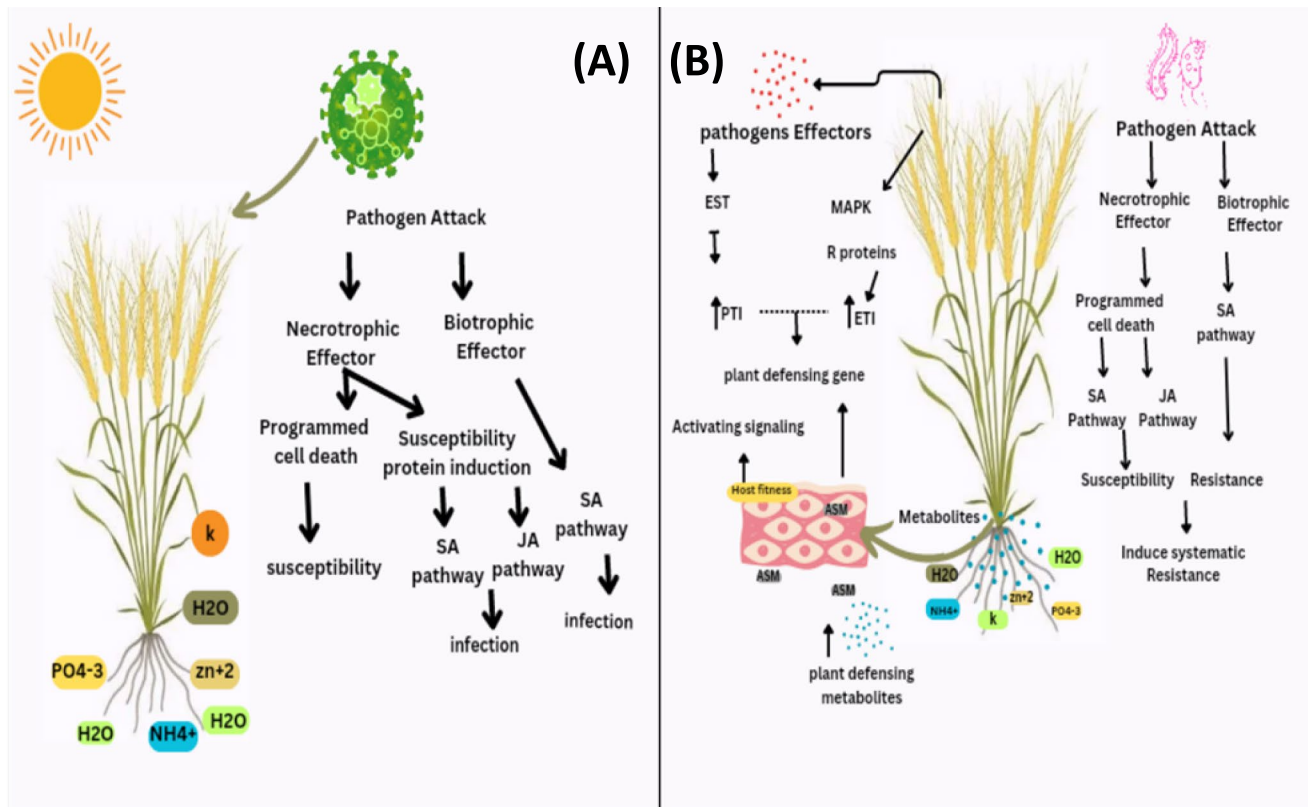 (A)
Pathogen Attack
Necrotrophic
Effector
Biotrophic
Effector
Programmed
cell death
Susceptibility
protein induction
susceptibility
SA
pathway
JA
pathway
SA
pathway
infection
infection
k
H2O
PO4-3
zn+2
H2O
NH4+
H2O
(B)
pathogens Effectors
EST
MAPK
R proteins
PTI
ETI
plant defensing gene
Activating signaling
Host fitness
ASM
ASM
ASM
plant defensing
metabolites
Metabolites
H2O
H2O
NH4+
k
zn+2
PO4-3
Pathogen Attack
Necrotrophic
Effector
Biotrophic
Effector
Programmed
cell death
SA
pathway
SA
Pathway
JA
Pathway
Susceptibility
Resistance
Induce systematic
Resistance